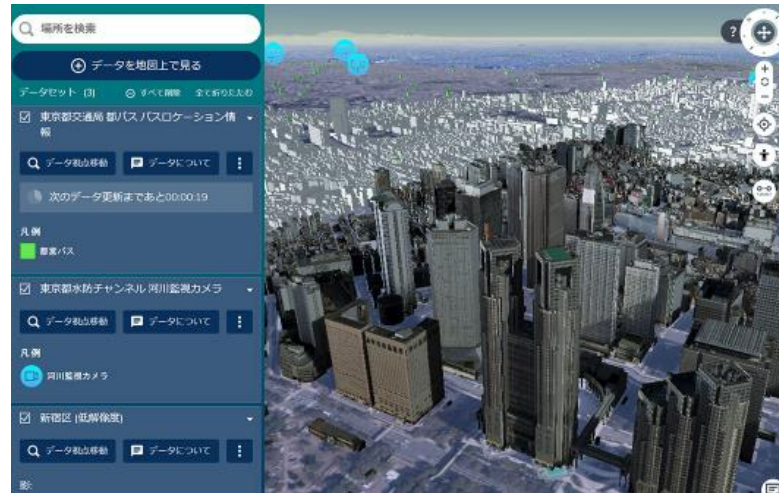 場所を検索
データを地図上で見る
データセット (3) すべて削除 全て折りたたむ
東京都交通局 都バス バスロケーション情
報
データ視点移動 データについて
次のデータ更新まであと00:00:19
凡例
都営バス
東京都水防チャンネル 河川監視カメラ
データ視点移動 データについて
凡例
河川監視カメラ
新宿区 (低解像度)
データ視点移動 データについて
影:
?